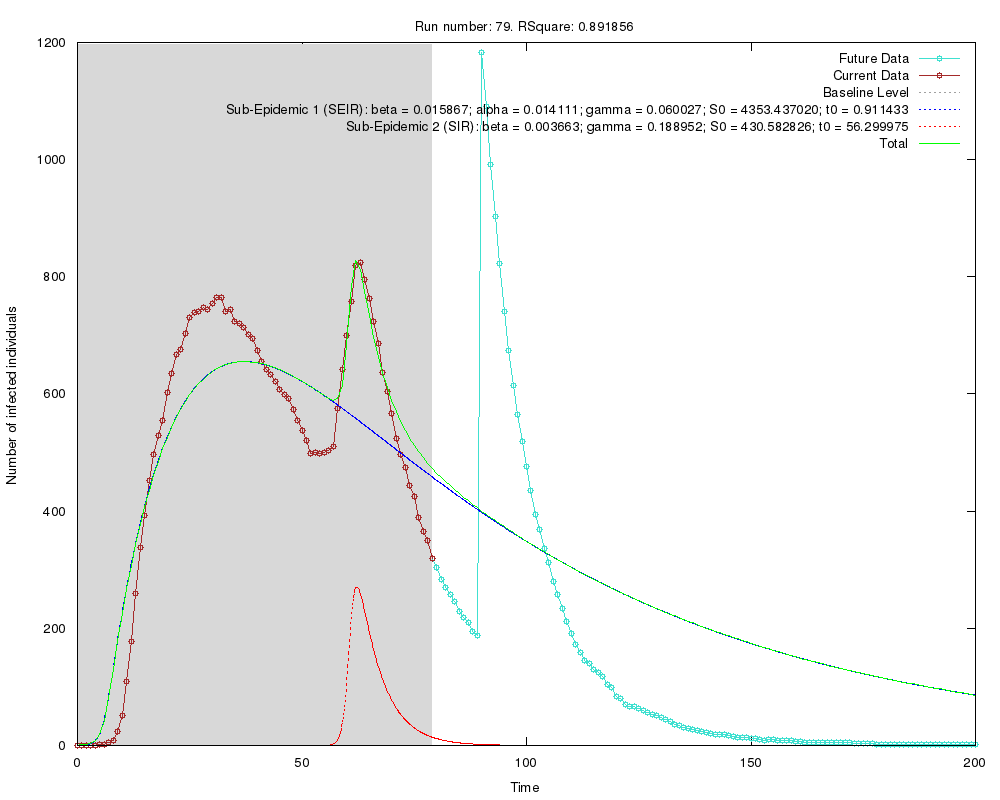 Run number: 79. RSquare: 0.891856
Future Data
Current Data
Baseline Level
Sub-Epidemic 1 (SEIR): beta = 0.015867; alpha = 0.014111; gamma = 0.060027; S0 = 4353.437020; t0 = 0.911433
Sub-Epidemic 2 (SIR): beta = 0.003663; gamma = 0.188952; S0 = 430.582826; t0 = 56.299975
Total
1200
1000
800
600
400
200
0
Number of infected individuals
0 50 100 150 200
Time